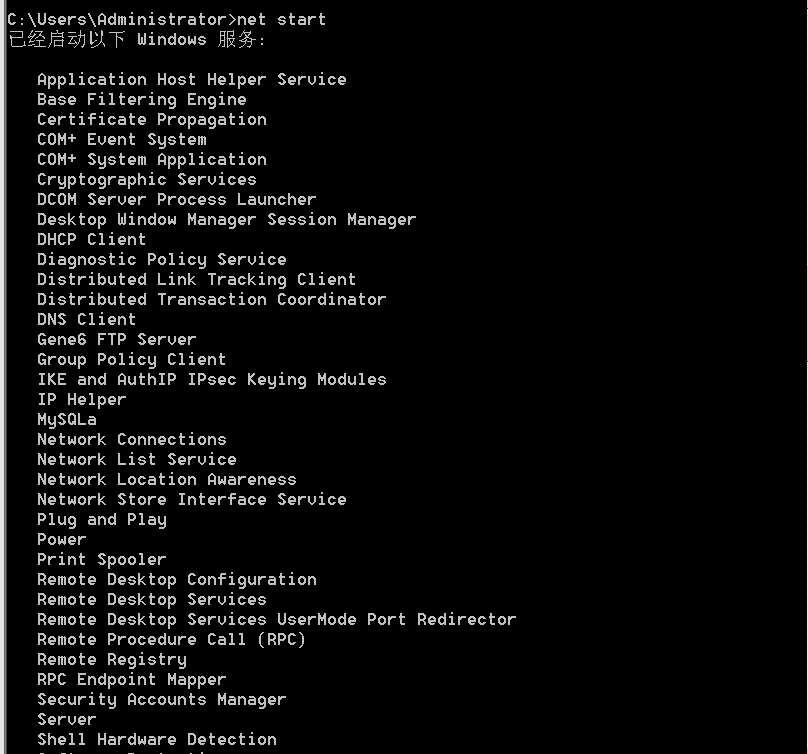 C:\Users\Administrator>net start
已经启动以下 Windows 服务:
Application Host Helper Service
Base Filtering Engine
Certificate Propagation
COM+ Event System
COM+ System Application
Cryptographic Services
DCOM Server Process Launcher
Desktop Window Manager Session Manager
DHCP Client
Diagnostic Policy Service
Distributed Link Tracking Client
Distributed Transaction Coordinator
DNS Client
Gene6 FTP Server
Group Policy Client
IKE and AuthIP IPsec Keying Modules
IP Helper
MySQLa
Network Connections
Network List Service
Network Location Awareness
Network Store Interface Service
Plug and Play
Power
Print Spooler
Remote Desktop Configuration
Remote Desktop Services
Remote Desktop Services UserMode Port Redirector
Remote Procedure Call (RPC)
Remote Registry
RPC Endpoint Mapper
Security Accounts Manager
Server
Shell Hardware Detection